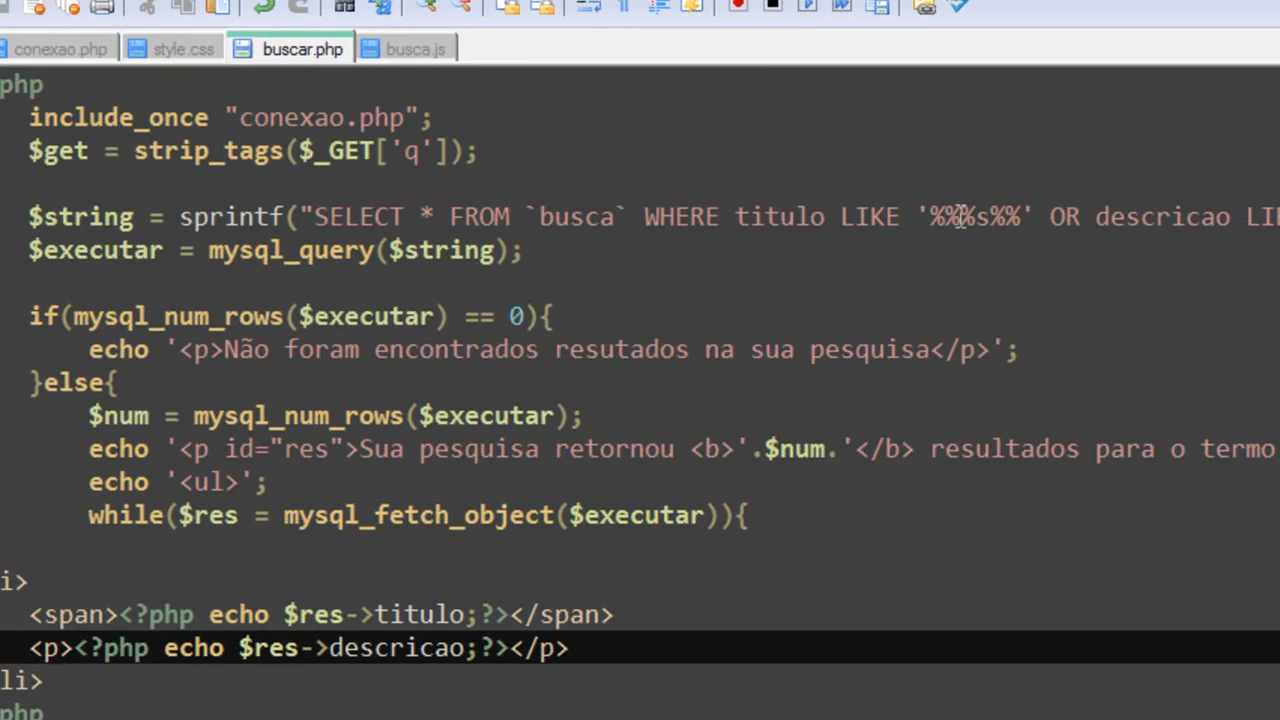 conexao.php style.css buscar.php busca.js
php
include_once "conexao.php";
$get = strip_tags($_GET['q']);
$string = sprintf("SELECT * FROM `busca` WHERE titulo LIKE '%%%s%%' OR descricao LI
$executar = mysql_query($string);
if(mysql_num_rows($executar) == 0){
echo '<p>Não foram encontrados resutados na sua pesquisa</p>';
}else{
$num = mysql_num_rows($executar);
echo '<p id="res">Sua pesquisa retornou <b>'.$num.'</b> resultados para o termo
echo '<ul>';
while($res = mysql_fetch_object($executar)){
i>
<span><?php echo $res->titulo;?></span>
<p><?php echo $res->descricao;?></p>
li>
php